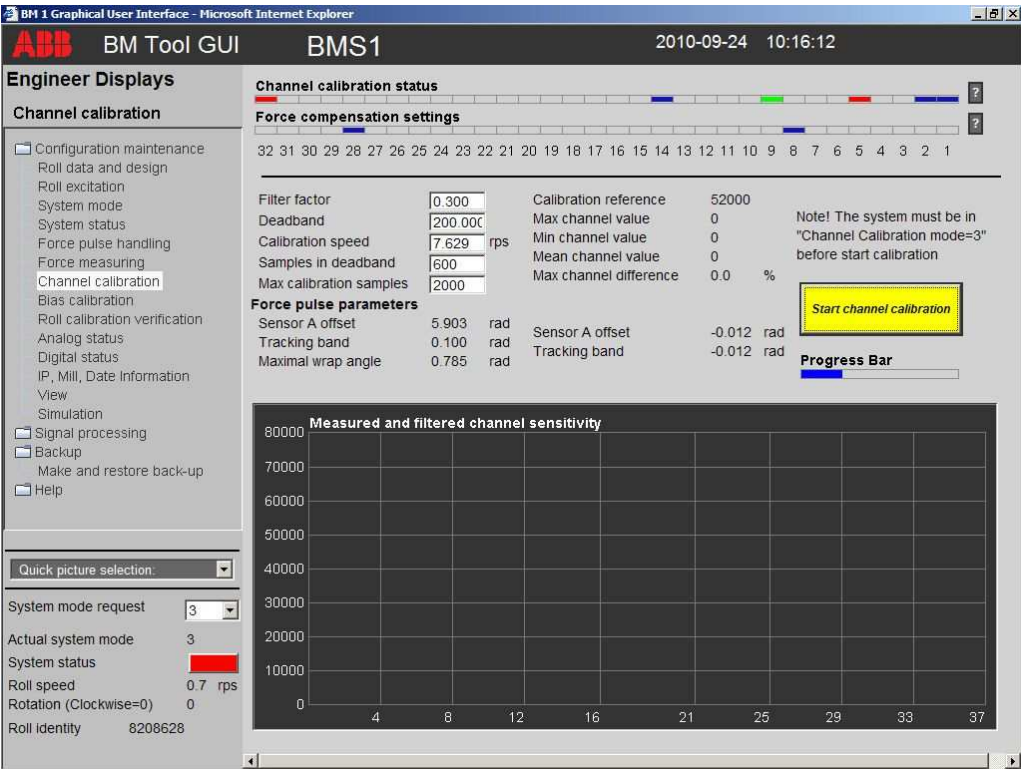 BM 1 Graphical User Interface - Microsoft Internet Explorer
ABB BM Tool GUI BMS1 2010-09-24 10:16:12
Engineer Displays
Channel calibration
Configuration maintenance
Roll data and design
Roll excitation
System mode
System status
Force pulse handling
Force measuring
Channel calibration
Bias calibration
Roll calibration verification
Analog status
Digital status
IP, Mill, Date Information
View
Simulation
Signal processing
Backup
Make and restore back-up
Help
Quick picture selection:
System mode request 3
Actual system mode 3
System status
Roll speed 0.7 rps
Rotation (Clockwise=0) 0
Roll identity 8208628
Channel calibration status
?
Force compensation settings
?
32 31 30 29 28 27 26 25 24 23 22 21 20 19 18 17 16 15 14 13 12 11 10 9 8 7 6 5 4 3 2 1
Filter factor 0.300
Deadband 200.000
Calibration speed 7.629 rps
Samples in deadband 600
Max calibration samples 2000
Force pulse parameters
Sensor A offset 5.903 rad
Tracking band 0.100 rad
Maximal wrap angle 0.785 rad
Calibration reference 52000
Max channel value 0
Min channel value 0
Mean channel value 0
Max channel difference 0.0 %
Sensor A offset -0.012 rad
Tracking band -0.012 rad
Note! The system must be in
"Channel Calibration mode=3"
before start calibration
Start channel calibration
Progress Bar
Measured and filtered channel sensitivity
80000
70000
60000
50000
40000
30000
20000
10000
0
4 8 12 16 21 25 29 33 37